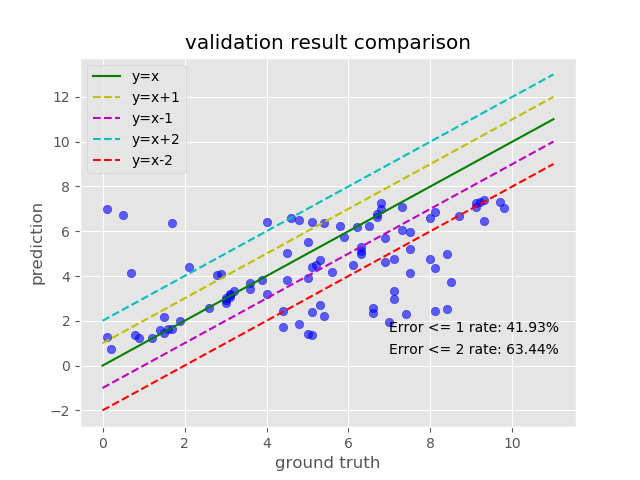 validation result comparison
y=x
y=x+1
y=x-1
y=x+2
y=x-2
12
10
8
6
4
2
0
−2
prediction
Error <= 1 rate: 41.93%
Error <= 2 rate: 63.44%
0 2 4 6 8 10
ground truth